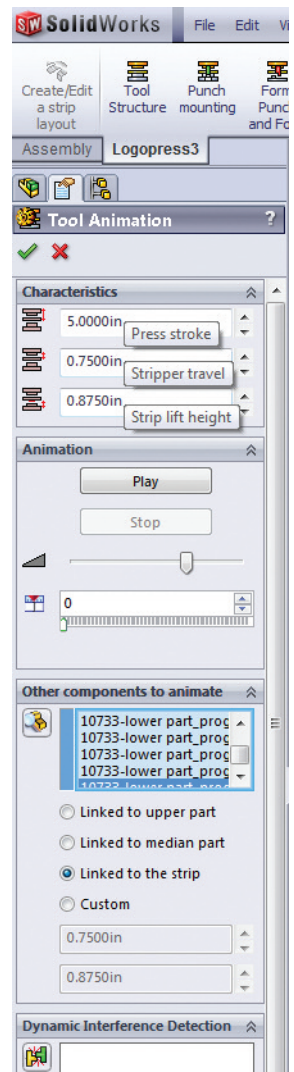 SolidWorks File Edit
Create/Edit a strip layout
Tool Structure
Punch mounting
Assembly Logopress3
Tool Animation ?
Characteristics
5.0000in
Press stroke
0.7500in
Stripper travel
0.8750in
Strip lift height
Animation
Play
Stop
0
Other components to animate
10733-lower part_prog
10733-lower part_prog
10733-lower part_prog
10733-lower part_prog
Linked to upper part
Linked to median part
Linked to the strip
Custom
0.7500in
0.8750in
Dynamic Interference Detection